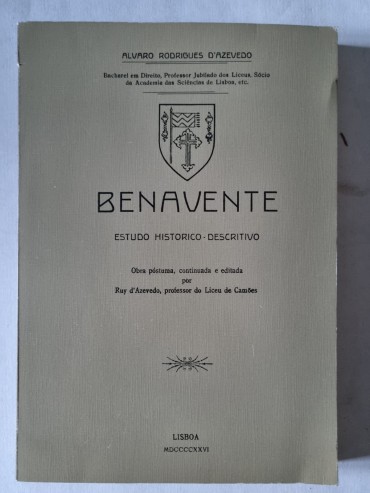 ALVARO RODRIGUES D'AZEVEDO
Bacharel em Direito, Professor Jubilado dos Liceus, Sócio
da Academia das Sciências de Lisboa, etc.
BENAVENTE
ESTUDO HISTORICO-DESCRITIVO
Obra póstuma, continuada e editada
por
Ruy d'Azevedo, professor do Liceu de Camões
LISBOA
MDCCCCXXVI